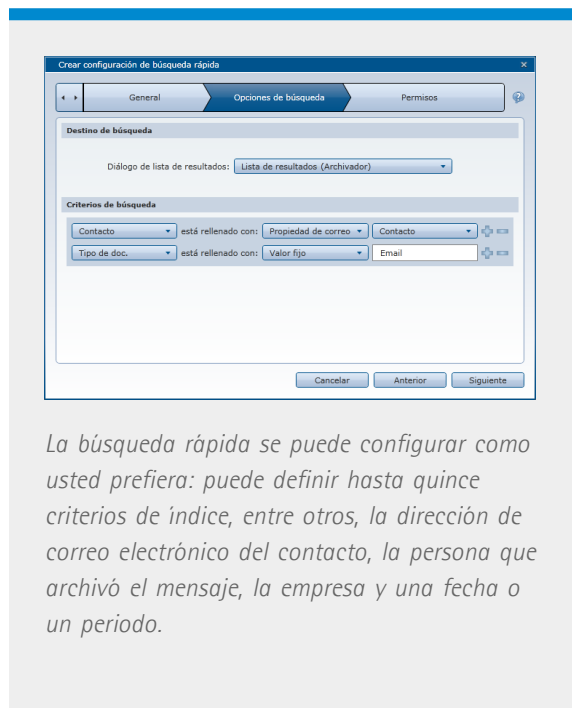 Crear configuración de búsqueda rápida
General
Opciones de búsqueda
Permisos
Destino de búsqueda
Diálogo de lista de resultados: Lista de resultados (Archivador)
Criterios de búsqueda
Contacto está rellenado con: Propiedad de correo Contacto
Tipo de doc. está rellenado con: Valor fijo Email
Cancelar Anterior Siguiente
La búsqueda rápida se puede configurar como
usted prefiera: puede definir hasta quince
criterios de índice, entre otros, la dirección de
correo electrónico del contacto, la persona que
archivó el mensaje, la empresa y una fecha o
un periodo.